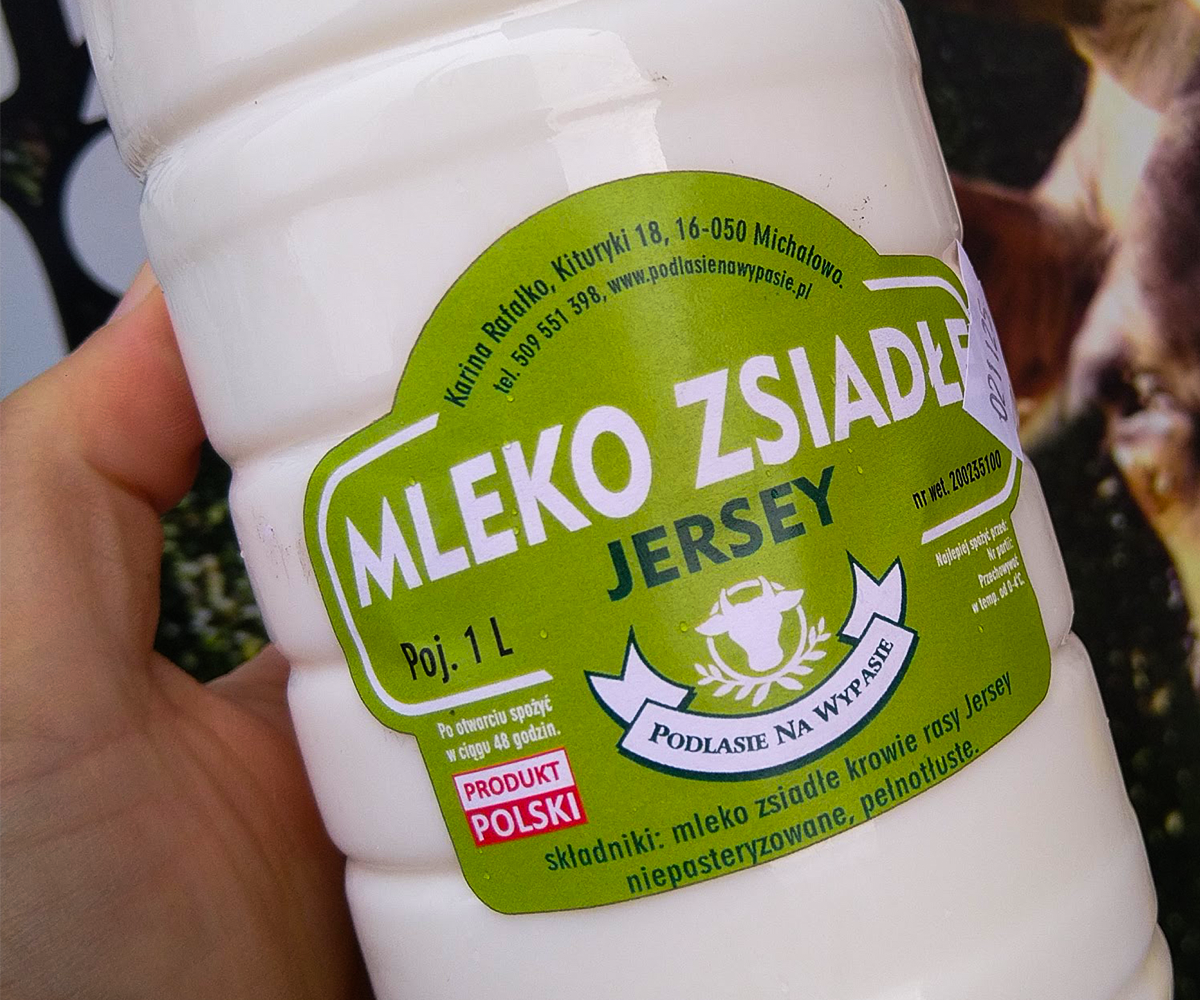 Karina Rafałko, Kituryki 18, 16-050 Michałowo.
tel. 509 551 398, www.podlasienawypasie.pl
MLEKO ZSIADŁE
JERSEY
nr wet. 200235100
Najlepiej spożyć przed:
Nr partii:
Przechowywać
w temp. od 0-4°C.
Poj. 1 L
Po otwarciu spożyć
w ciągu 48 godzin.
PRODUKT
POLSKI
PODLASIE NA WYPASIE
składniki: mleko zsiadłe krowie rasy Jersey
niepasteryzowane, pełnotłuste.